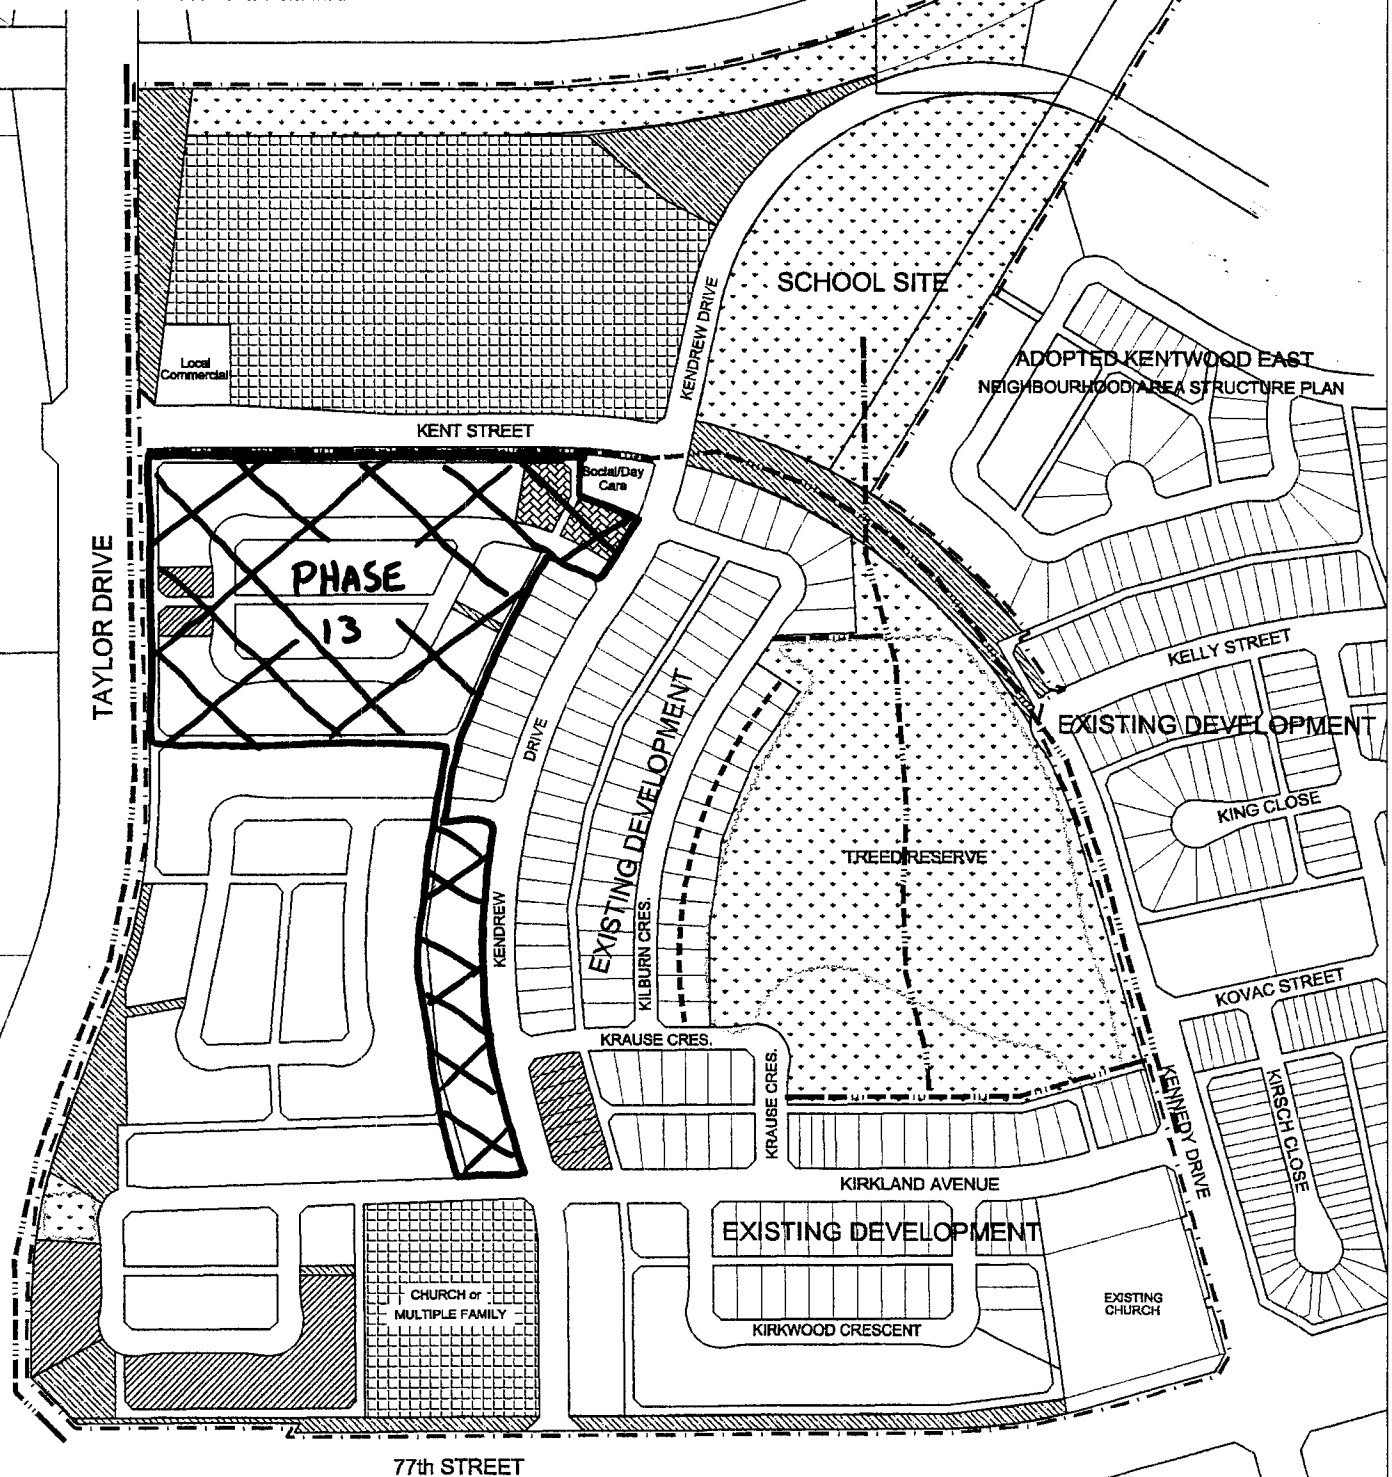 SCHOOL SITE
KENDREW DRIVE
Local
Commercial
ADOPTED KENTWOOD EAST
NEIGHBOURHOOD AREA STRUCTURE PLAN
KENT STREET
Social/Day
Care
TAYLOR DRIVE
PHASE
13
KELLY STREET
EXISTING DEVELOPMENT
DRIVE
EXISTING DEVELOPMENT
KING CLOSE
TREED RESERVE
KENDREW
KILBURN CRES.
KOVAC STREET
KRAUSE CRES.
KRAUSE CRES.
KENNEDY DRIVE
KIRSCH CLOSE
KIRKLAND AVENUE
EXISTING DEVELOPMENT
CHURCH or
MULTIPLE FAMILY
EXISTING
CHURCH
KIRKWOOD CRESCENT
77th STREET